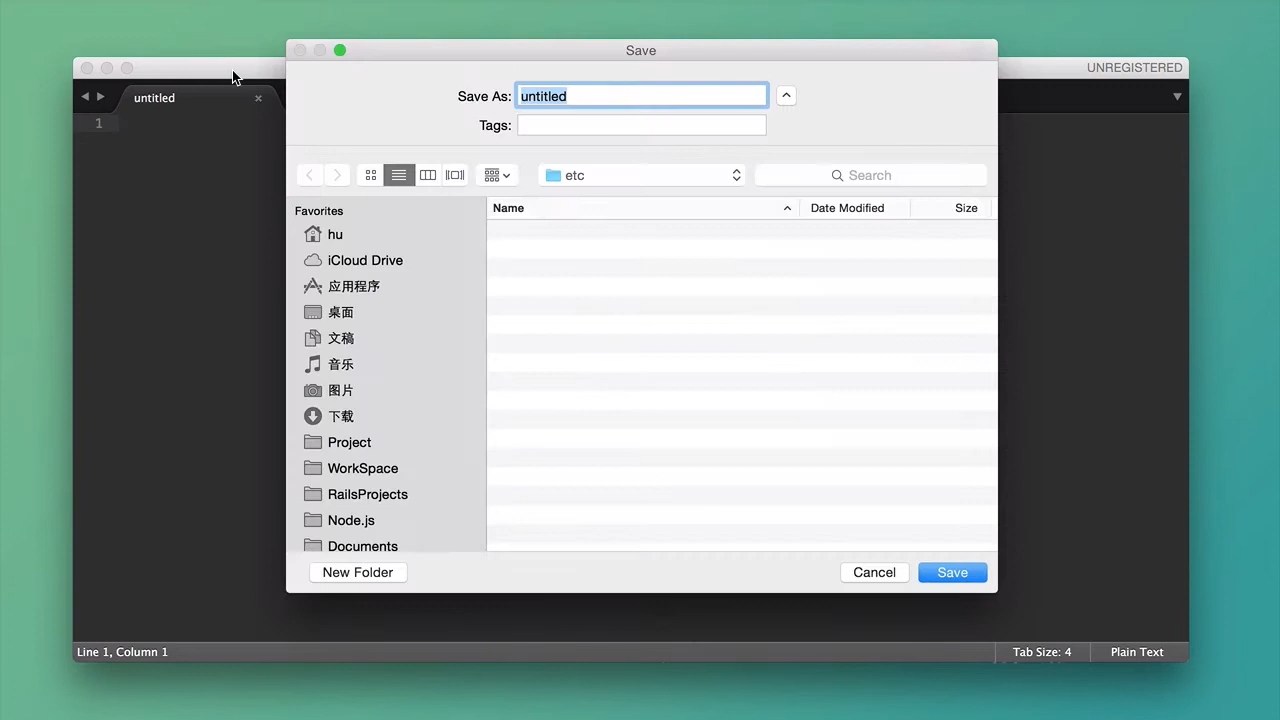 Save
UNREGISTERED
Save As: untitled
untitled
Tags:
1
etc
Search
Favorites
Name
Date Modified
Size
hu
iCloud Drive
应用程序
桌面
文稿
音乐
图片
下载
Project
WorkSpace
RailsProjects
Node.js
Documents
New Folder
Cancel
Save
Line 1, Column 1
Tab Size: 4
Plain Text